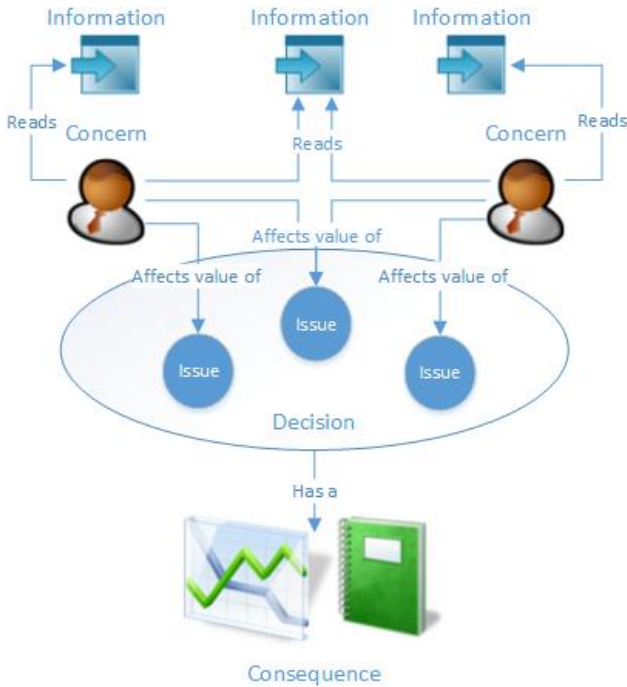 Information
Information
Information
Reads
Concern
Reads
Concern
Reads
Affects value of
Affects value of
Affects value of
Issue
Issue
Issue
Decision
Has a
Consequence